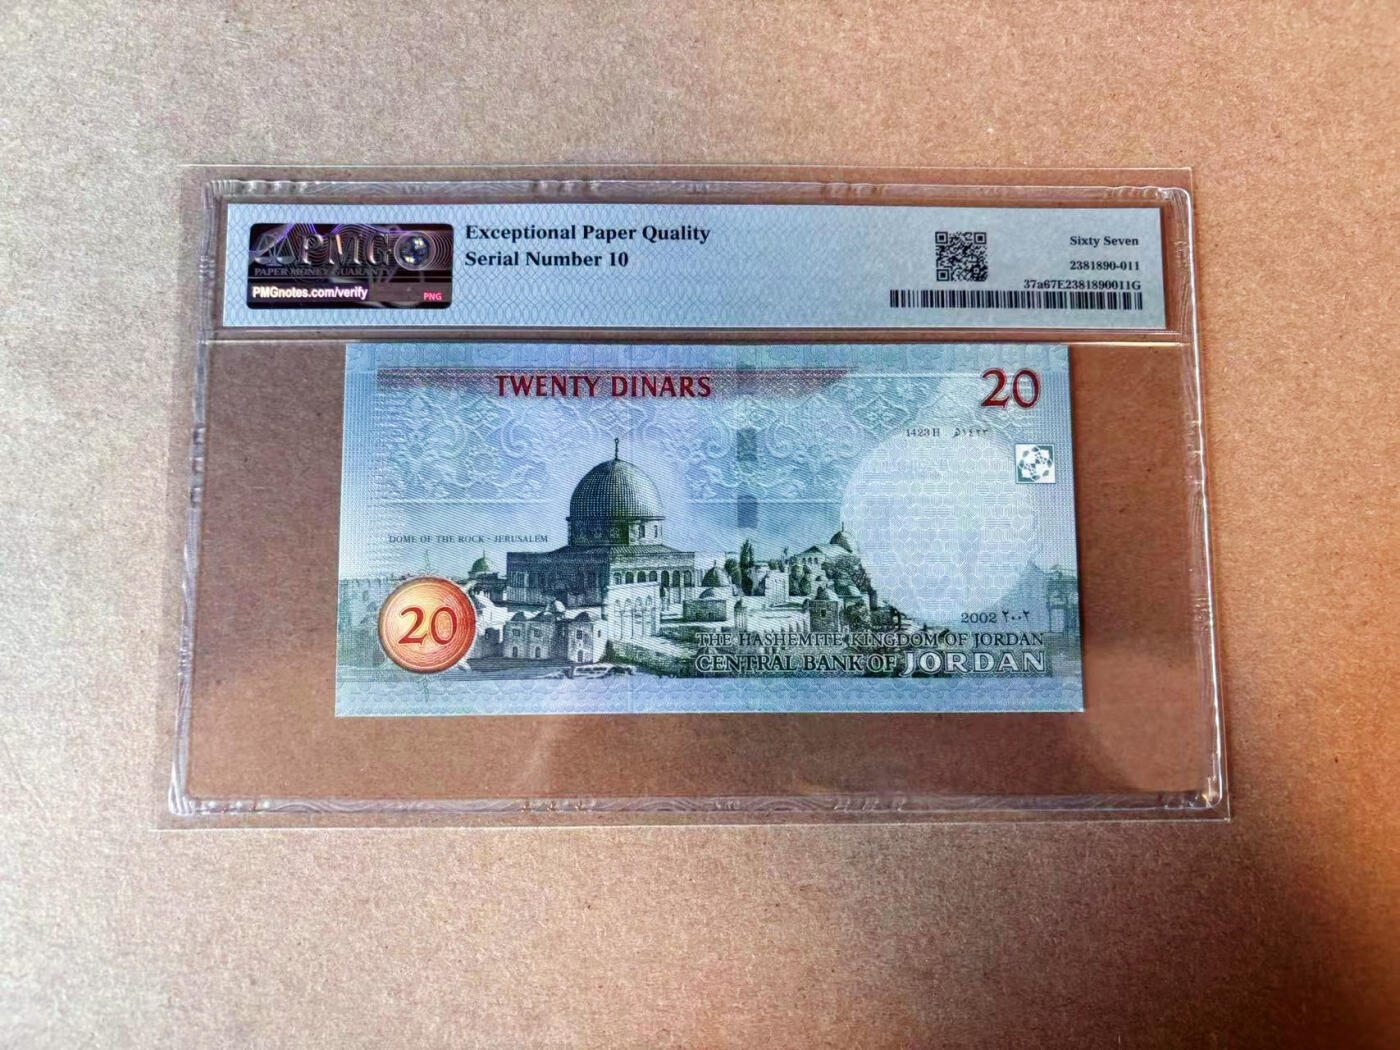 PMG
PAPER MONEY GUARANTY
PMGnotes.com/verify
PNG
Exceptional Paper Quality
Serial Number 10
Sixty Seven
2381890-011
37a67E2381890011G
TWENTY DINARS
20
1423 H ١٤٢٣هـ
DOME OF THE ROCK - JERUSALEM
20
2002 ٢٠٠٢
THE HASHEMITE KINGDOM OF JORDAN
CENTRAL BANK OF JORDAN